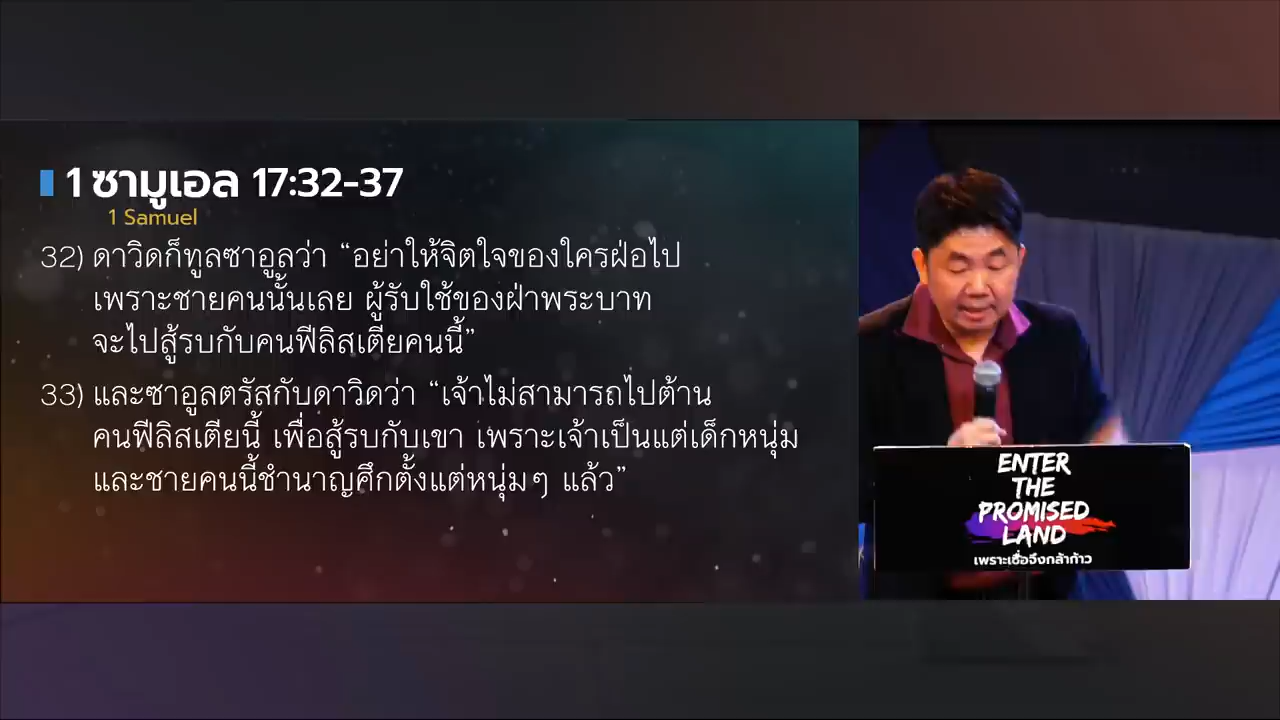 1 ซามูเอล 17:32-37
1 Samuel
32) ดาวิดก็ทูลซาอูลว่า “อย่าให้จิตใจของใครฝ่อไป
เพราะชายคนนั้นเลย ผู้รับใช้ของฝ่าพระบาท
จะไปสู้รบกับคนฟีลิสเตียคนนี้”
33) และซาอูลตรัสกับดาวิดว่า “เจ้าไม่สามารถไปต้าน
คนฟีลิสเตียนี้ เพื่อสู้รบกับเขา เพราะเจ้าเป็นแต่เด็กหนุ่ม
และชายคนนี้ชำนาญศึกตั้งแต่หนุ่มๆ แล้ว”
ENTER
THE
PROMISED
LAND
เพราะเชื่อจึงกล้าก้าว